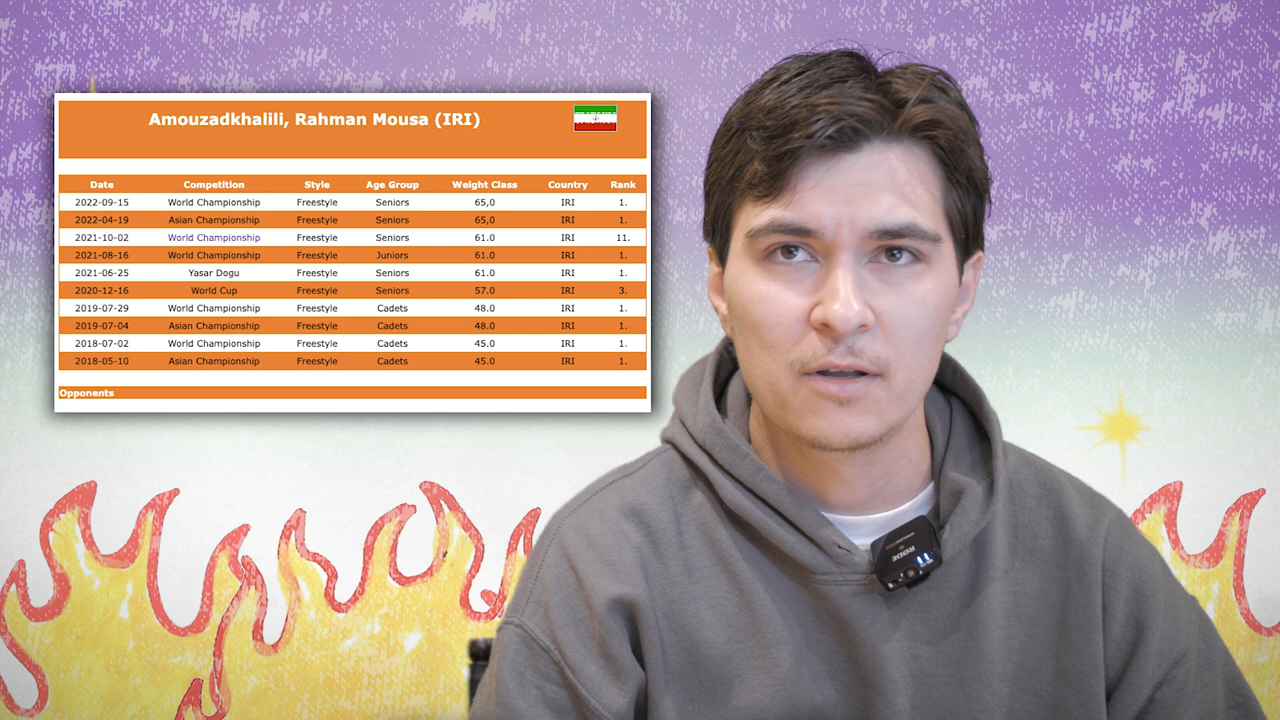 Amouzadkhalili, Rahman Mousa (IRI)
Date Competition Style Age Group Weight Class Country Rank
2022-09-15 World Championship Freestyle Seniors 65,0 IRI 1.
2022-04-19 Asian Championship Freestyle Seniors 65,0 IRI 1.
2021-10-02 World Championship Freestyle Seniors 61.0 IRI 11.
2021-08-16 World Championship Freestyle Juniors 61.0 IRI 1.
2021-06-25 Yasar Dogu Freestyle Seniors 61.0 IRI 1.
2020-12-16 World Cup Freestyle Seniors 57.0 IRI 3.
2019-07-29 World Championship Freestyle Cadets 48.0 IRI 1.
2019-07-04 Asian Championship Freestyle Cadets 48.0 IRI 1.
2018-07-02 World Championship Freestyle Cadets 45.0 IRI 1.
2018-05-10 Asian Championship Freestyle Cadets 45.0 IRI 1.
Opponents
RØDE